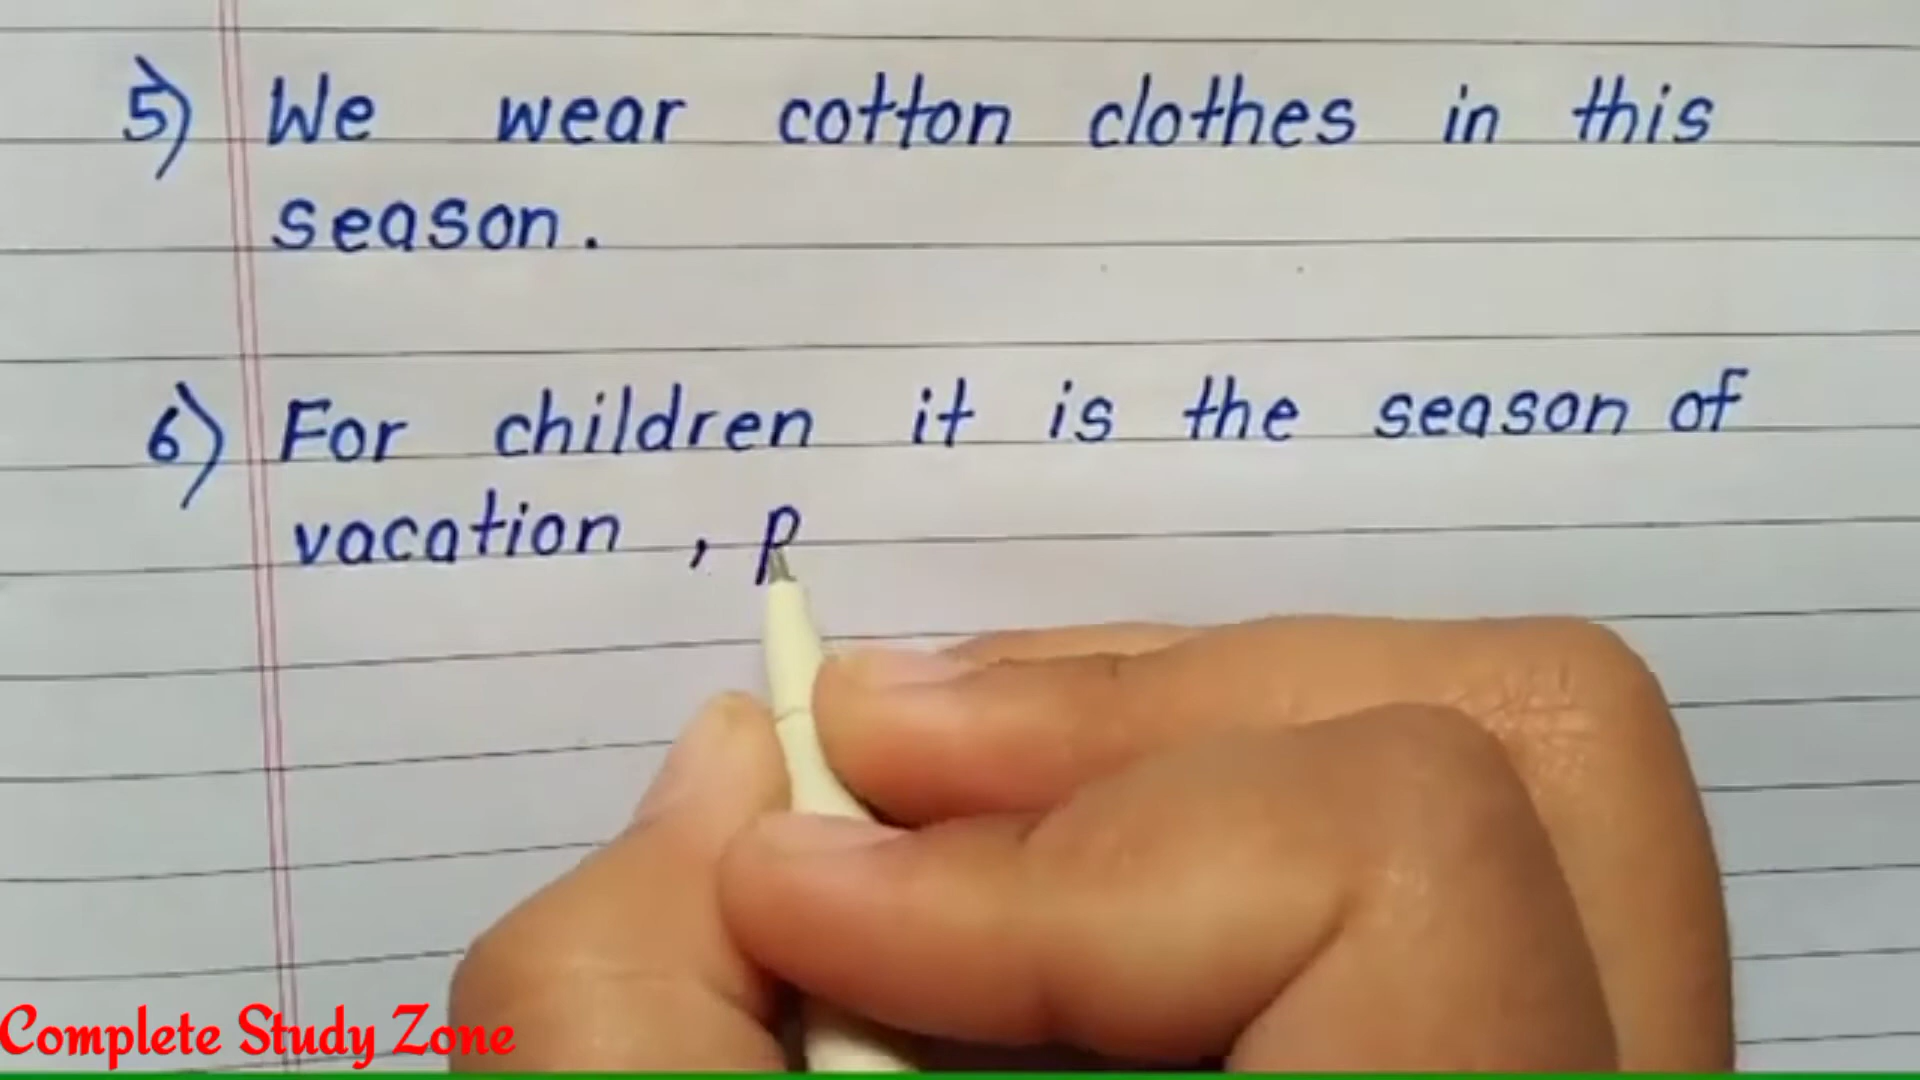 5) We wear cotton clothes in this
season.
6) For children it is the season of
vacation , p
Complete Study Zone